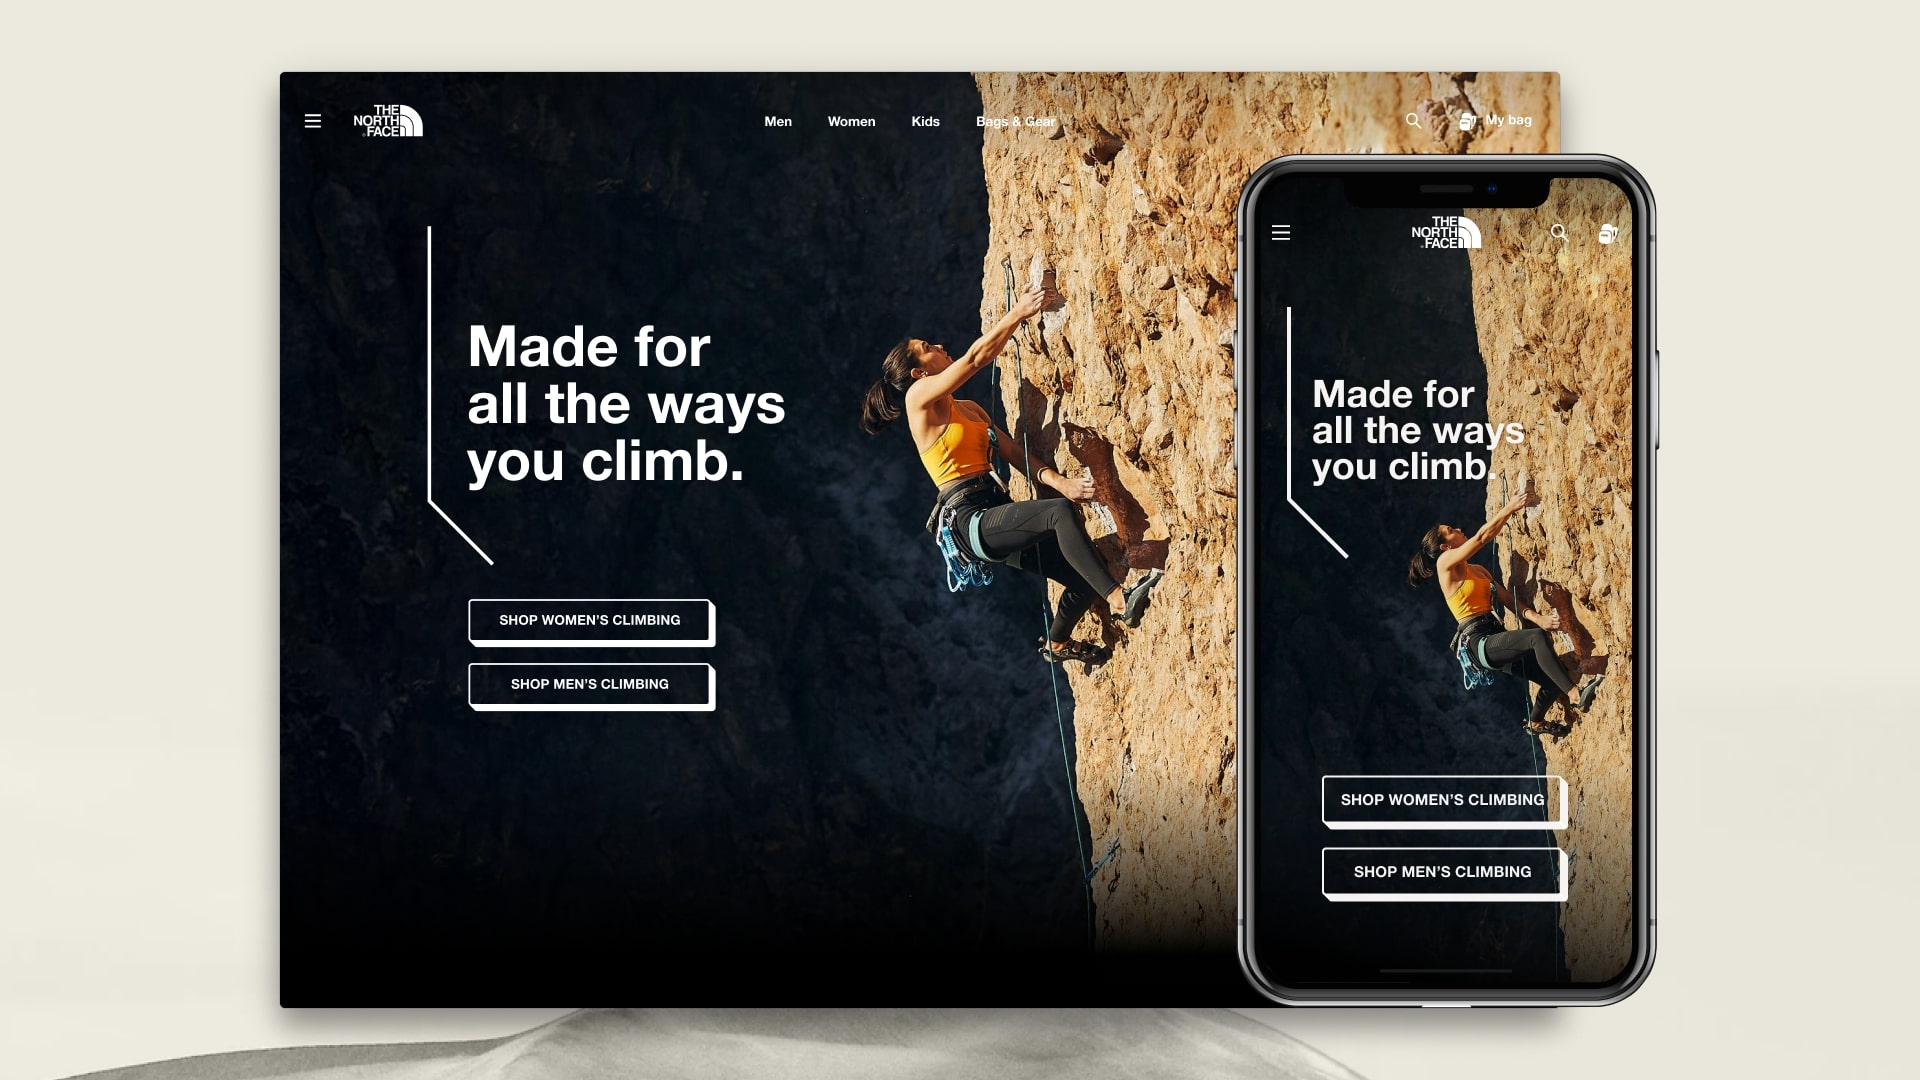 THE
NORTH
FACE
Men
Women
Kids
Bags & Gear
My bag
Made for
all the ways
you climb.
SHOP WOMEN’S CLIMBING
SHOP MEN’S CLIMBING
THE
NORTH
FACE
Made for
all the ways
you climb.
SHOP WOMEN’S CLIMBING
SHOP MEN’S CLIMBING